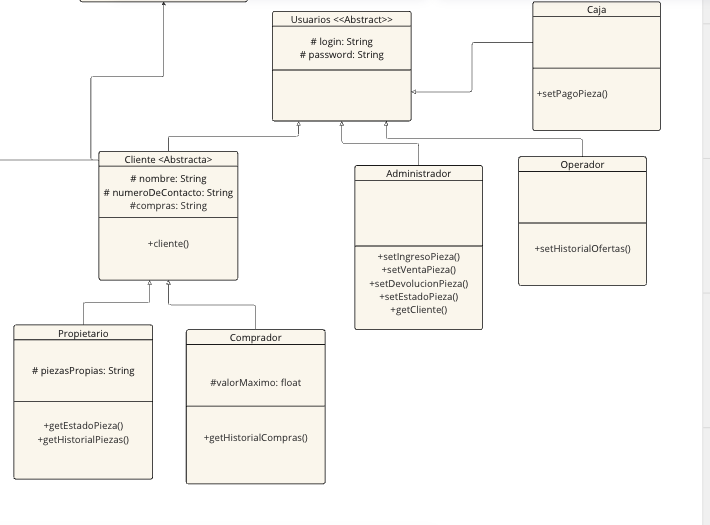 Usuarios <<Abstract>>
# login: String
# password: String
Caja
+setPagoPieza()
Cliente <Abstracta>
# nombre: String
# numeroDeContacto: String
#compras: String
+cliente()
Administrador
+setIngresoPieza()
+setVentaPieza()
+setDevolucionPieza()
+setEstadoPieza()
+getCliente()
Operador
+setHistorialOfertas()
Propietario
# piezasPropias: String
+getEstadoPieza()
+getHistorialPiezas()
Comprador
#valorMaximo: float
+getHistorialCompras()